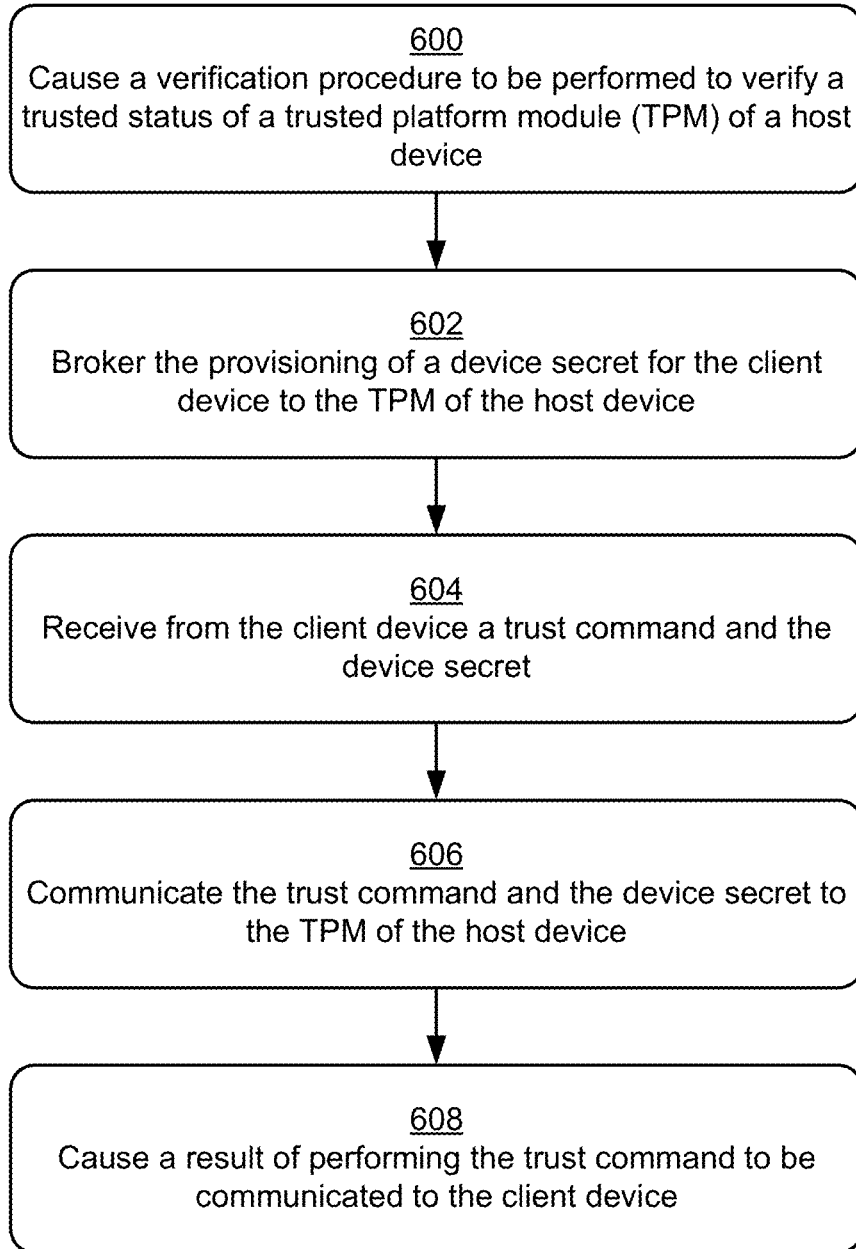 600
Cause a verification procedure to be performed to verify a
trusted status of a trusted platform module (TPM) of a host
device
602
Broker the provisioning of a device secret for the client
device to the TPM of the host device
604
Receive from the client device a trust command and the
device secret
606
Communicate the trust command and the device secret to
the TPM of the host device
608
Cause a result of performing the trust command to be
communicated to the client device